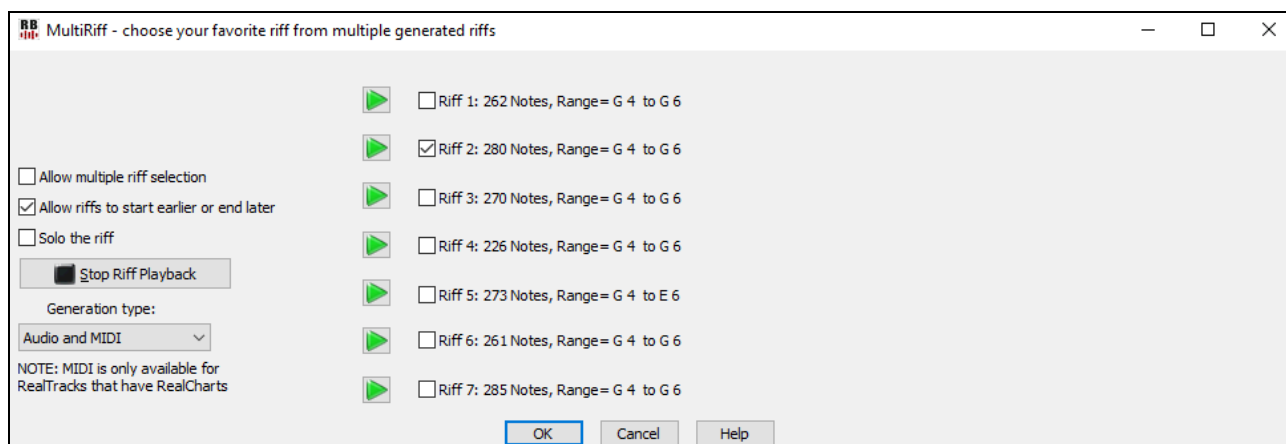 RB
MultiRiff - choose your favorite riff from multiple generated riffs
Riff 1: 262 Notes, Range= G 4 to G 6
Riff 2: 280 Notes, Range= G 4 to G 6
Riff 3: 270 Notes, Range= G 4 to G 6
Riff 4: 226 Notes, Range= G 4 to G 6
Riff 5: 273 Notes, Range= G 4 to E 6
Riff 6: 261 Notes, Range= G 4 to G 6
Riff 7: 285 Notes, Range= G 4 to G 6
Allow multiple riff selection
Allow riffs to start earlier or end later
Solo the riff
Stop Riff Playback
Generation type:
Audio and MIDI
NOTE: MIDI is only available for
RealTracks that have RealCharts
OK
Cancel
Help